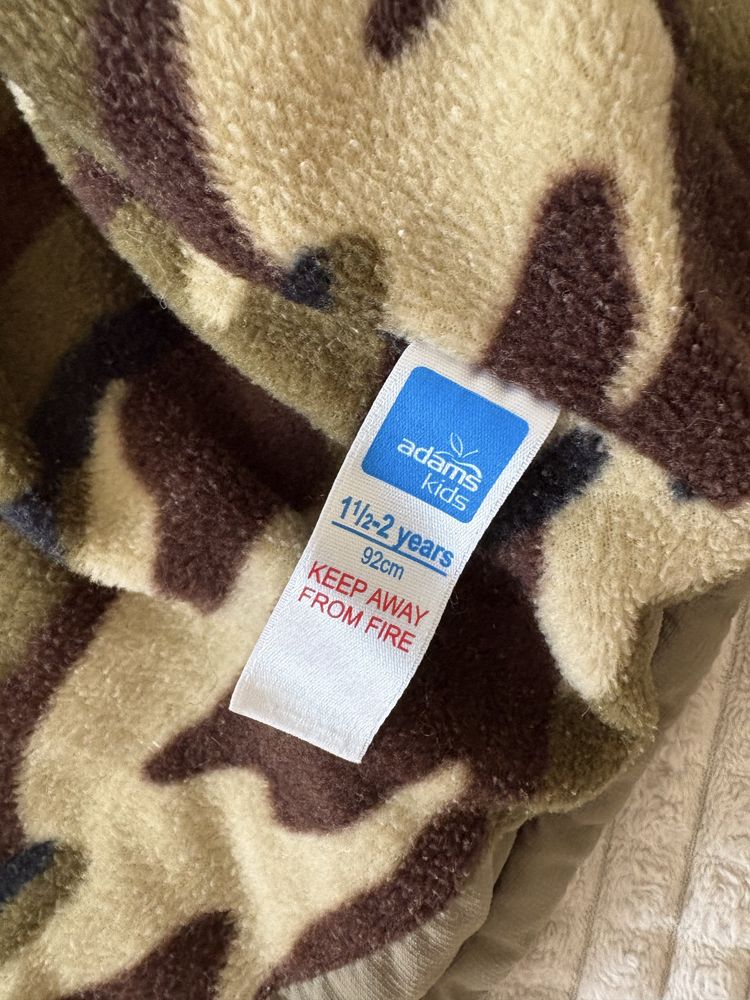 adams
kids
1½-2 years
92cm
KEEP AWAY
FROM FIRE